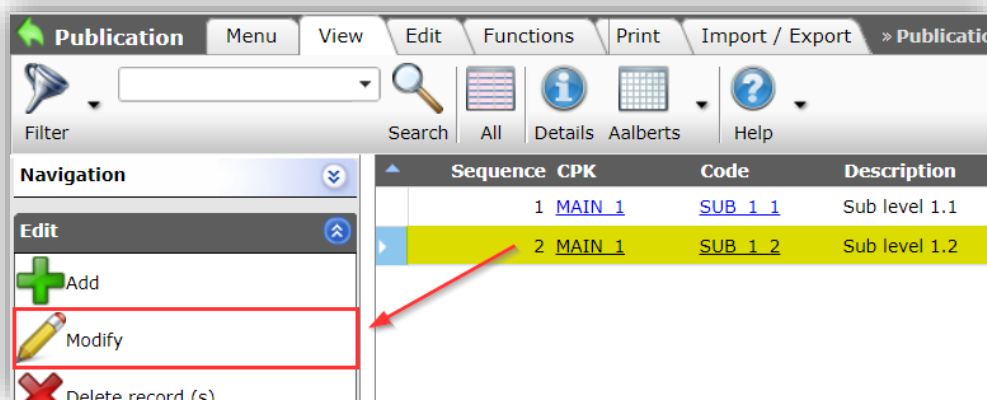 Publication Menu View Edit Functions Print Import / Export » Publicatio
Filter Search All Details Aalberts Help
Navigation
Sequence CPK Code Description
1 MAIN_1 SUB_1_1 Sub level 1.1
Edit
2 MAIN_1 SUB_1_2 Sub level 1.2
Add
Modify
Delete record (s)